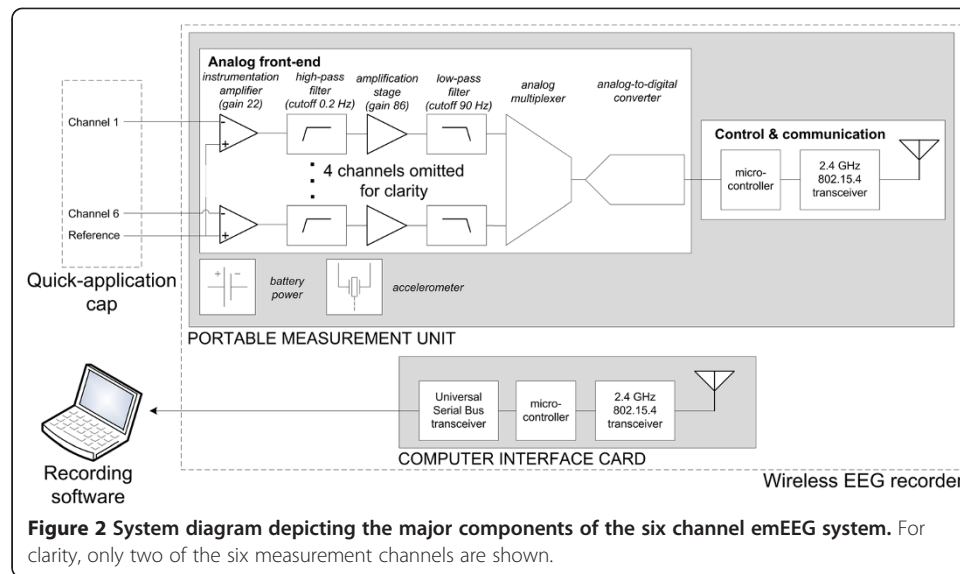 Analog front-end
instrumentation
amplifier
(gain 22)
high-pass
filter
(cutoff 0.2 Hz)
amplification
stage
(gain 86)
low-pass
filter
(cutoff 90 Hz)
analog
multiplexer
analog-to-digital
converter
Channel 1
-
+
4 channels omitted
for clarity
Channel 6
Reference
-
+
Control & communication
micro-
controller
2.4 GHz
802.15.4
transceiver
Quick-application
cap
+ -
battery
power
accelerometer
PORTABLE MEASUREMENT UNIT
Universal
Serial Bus
transceiver
micro-
controller
2.4 GHz
802.15.4
transceiver
COMPUTER INTERFACE CARD
Recording
software
Wireless EEG recorder
Figure 2 System diagram depicting the major components of the six channel emEEG system. For
clarity, only two of the six measurement channels are shown.